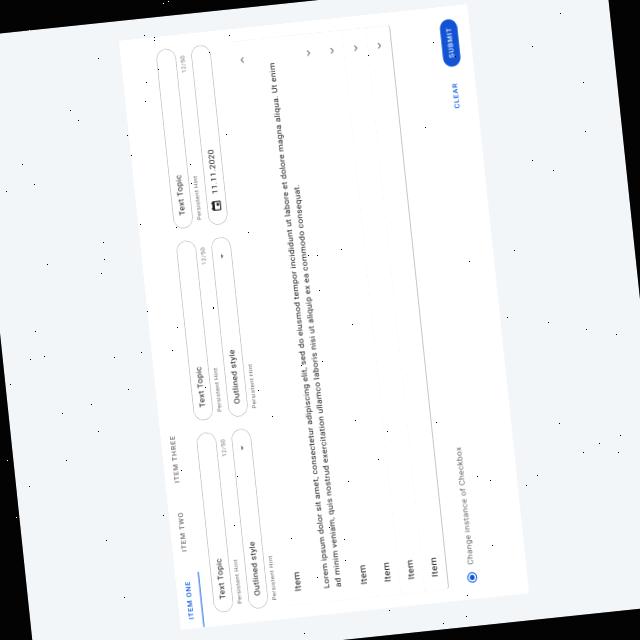 ITEM ONE
ITEM TWO
ITEM THREE
Text Topic
Persistent Hint
12/50
Text Topic
Persistent Hint
12/50
Text Topic
Persistent Hint
12/50
Outlined style
Persistent Hint
Outlined style
Persistent Hint
11.11.2020
Item
Lorem ipsum dolor sit amet, consectetur adipiscing elit, sed do eiusmod tempor incididunt ut labore et dolore magna aliqua. Ut enim
ad minim veniam, quis nostrud exercitation ullamco laboris nisi ut aliquip ex ea commodo consequat.
Item
Item
Item
Item
Change instance of Checkbox
CLEAR
SUBMIT